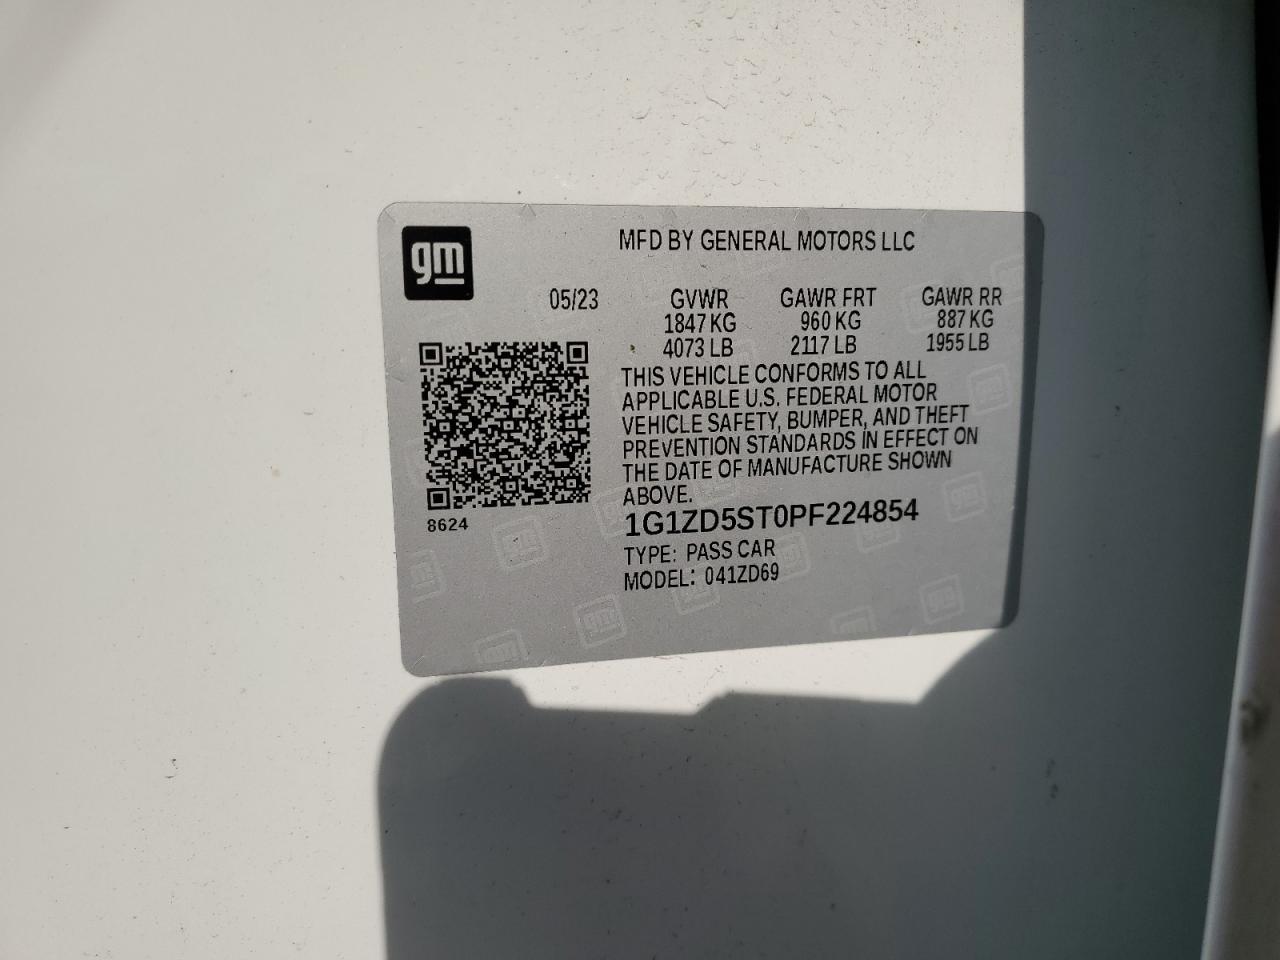 gm
MFD BY GENERAL MOTORS LLC
05/23 GVWR GAWR FRT GAWR RR
1847 KG 960 KG 887 KG
4073 LB 2117 LB 1955 LB
THIS VEHICLE CONFORMS TO ALL
APPLICABLE U.S. FEDERAL MOTOR
VEHICLE SAFETY, BUMPER, AND THEFT
PREVENTION STANDARDS IN EFFECT ON
THE DATE OF MANUFACTURE SHOWN
ABOVE.
8624
1G1ZD5ST0PF224854
TYPE: PASS CAR
MODEL: 041ZD69